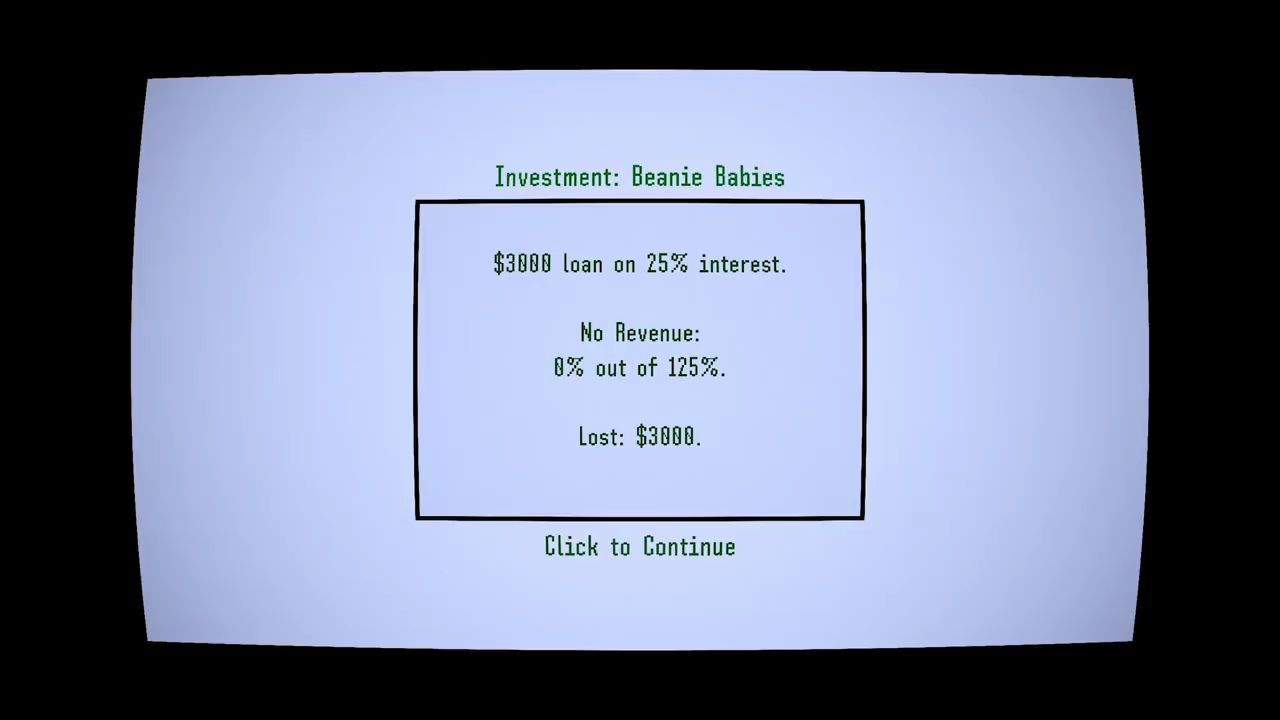 Investment: Beanie Babies
$3000 loan on 25% interest.
No Revenue:
0% out of 125%.
Lost: $3000.
Click to Continue